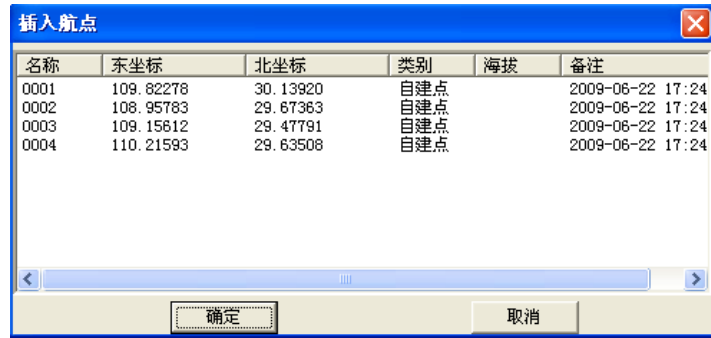 插入航点
名称 东坐标 北坐标 类别 海拔 备注
0001 109.82278 30.13920 自建点 2009-06-22 17:24
0002 108.95783 29.67363 自建点 2009-06-22 17:24
0003 109.15612 29.47791 自建点 2009-06-22 17:24
0004 110.21593 29.63508 自建点 2009-06-22 17:24
确定 取消